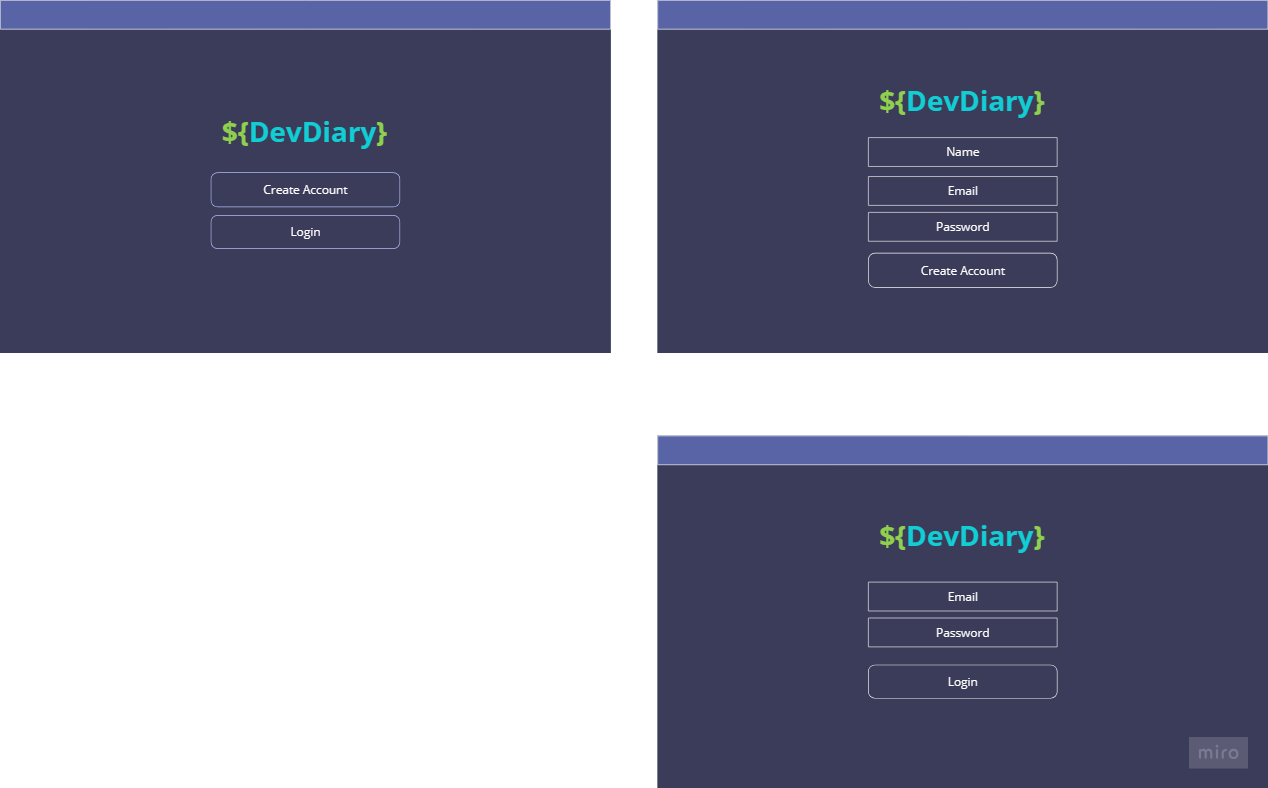 ${DevDiary}
Create Account
Login
${DevDiary}
Name
Email
Password
Create Account
${DevDiary}
Email
Password
Login
miro